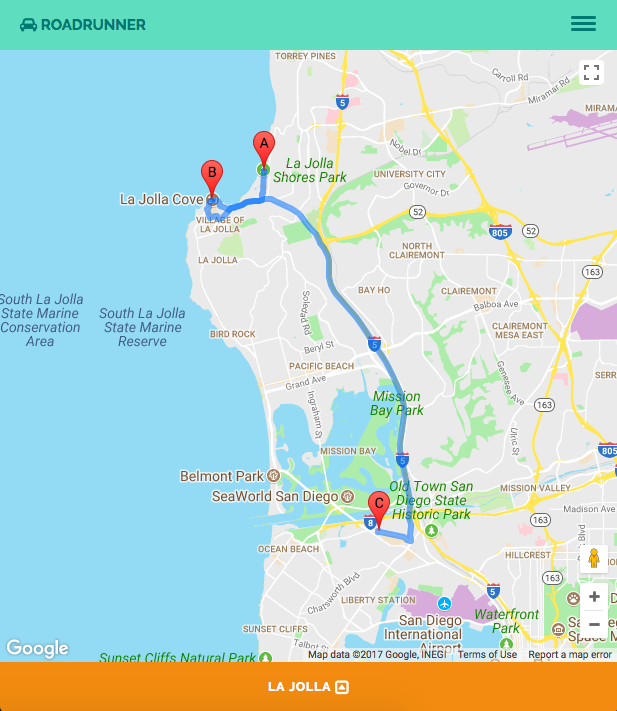 ROADRUNNER
TORREY PINES
Carroll Rd
Miramar Rd
5
MIRAMA
A
B
La Jolla
Shores Park
Nobel Dr
UNIVERSITY CITY
Governor Dr
La Jolla Cove
VILLAGE OF
LA JOLLA
52
805
52
NORTH
CLAIREMONT
LA JOLLA
163
BAY HO
CLAIREMONT
Balboa Ave
South La Jolla
State Marine
Conservation
Area
South La Jolla
State Marine
Reserve
Soledad Rd
CLAIREMONT
MESA EAST
BIRD ROCK
5
Beryl St
PACIFIC BEACH
Grand Ave
Genesee Ave
SERR
Ingraham St
Mission
Bay Park
163
Ulric St
MISSION BAY
5
805
Belmont Park
SeaWorld San Diego
Old Town San
Diego State
Historic Park
MISSION VALLEY
C
8
163
Madison Ave
OCEAN BEACH
HILLCREST
Chatsworth Blvd
163
LIBERTY STATION
5
San Diego
International
Airport
Waterfront
Park
SUNSET CLIFFS
Talbot
Sunset Cliffs Natural Park
Google
Map data ©2017 Google, INEGI
Terms of Use
Report a map error
LA JOLLA